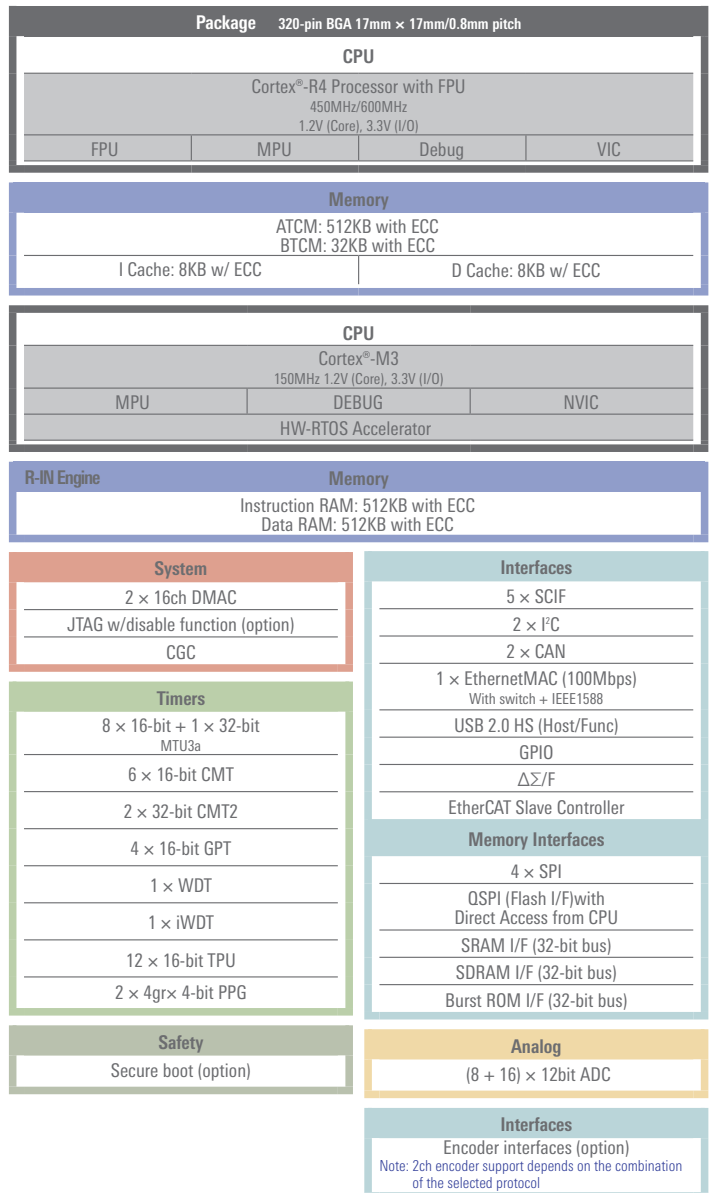 Package 320-pin BGA 17mm × 17mm/0.8mm pitch
CPU
Cortex®-R4 Processor with FPU
450MHz/600MHz
1.2V (Core), 3.3V (I/O)
FPU MPU Debug VIC
Memory
ATCM: 512KB with ECC
BTCM: 32KB with ECC
I Cache: 8KB w/ ECC D Cache: 8KB w/ ECC
CPU
Cortex®-M3
150MHz 1.2V (Core), 3.3V (I/O)
MPU DEBUG NVIC
HW-RTOS Accelerator
R-IN Engine Memory
Instruction RAM: 512KB with ECC
Data RAM: 512KB with ECC
System
2 × 16ch DMAC
JTAG w/disable function (option)
CGC
Timers
8 × 16-bit + 1 × 32-bit
MTU3a
6 × 16-bit CMT
2 × 32-bit CMT2
4 × 16-bit GPT
1 × WDT
1 × iWDT
12 × 16-bit TPU
2 × 4gr× 4-bit PPG
Safety
Secure boot (option)
Interfaces
5 × SCIF
2 × I²C
2 × CAN
1 × EthernetMAC (100Mbps)
With switch + IEEE1588
USB 2.0 HS (Host/Func)
GPIO
ΔΣ/F
EtherCAT Slave Controller
Memory Interfaces
4 × SPI
QSPI (Flash I/F)with
Direct Access from CPU
SRAM I/F (32-bit bus)
SDRAM I/F (32-bit bus)
Burst ROM I/F (32-bit bus)
Analog
(8 + 16) × 12bit ADC
Interfaces
Encoder interfaces (option)
Note: 2ch encoder support depends on the combination
of the selected protocol